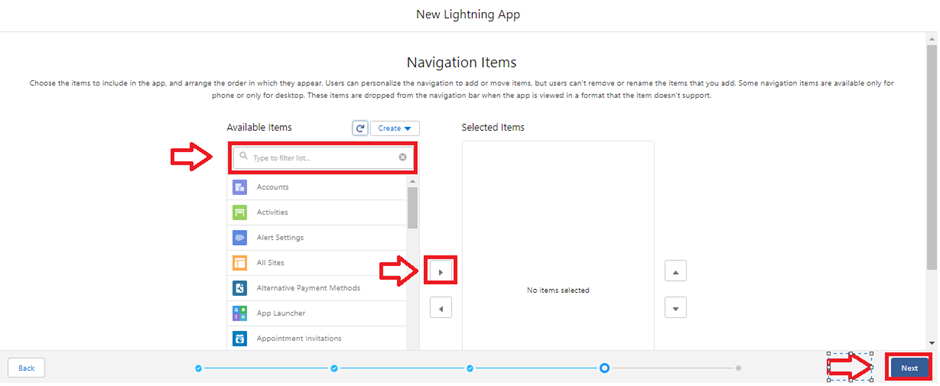 New Lightning App
Navigation Items
Choose the items to include in the app, and arrange the order in which they appear. Users can personalize the navigation to add or move items, but users can't remove or rename the items that you add. Some navigation items are available only for
phone or only for desktop. These items are dropped from the navigation bar when the app is viewed in a format that the item doesn't support.
Available Items
Create
Selected Items
Type to filter list...
Accounts
Activities
Alert Settings
All Sites
Alternative Payment Methods
App Launcher
Appointment Invitations
No items selected
Back
Next